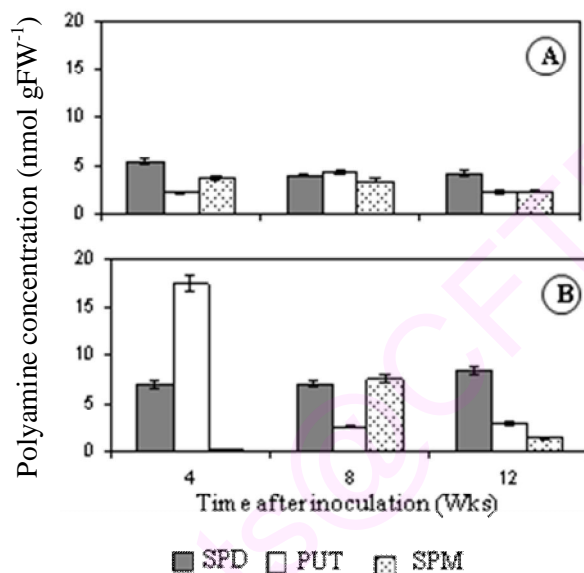 Polyamine concentration (nmol gFW⁻¹)
20
15
10
5
0
A
20
15
10
5
0
B
4 8 12
Time after inoculation (Wks)
SPD PUT SPM